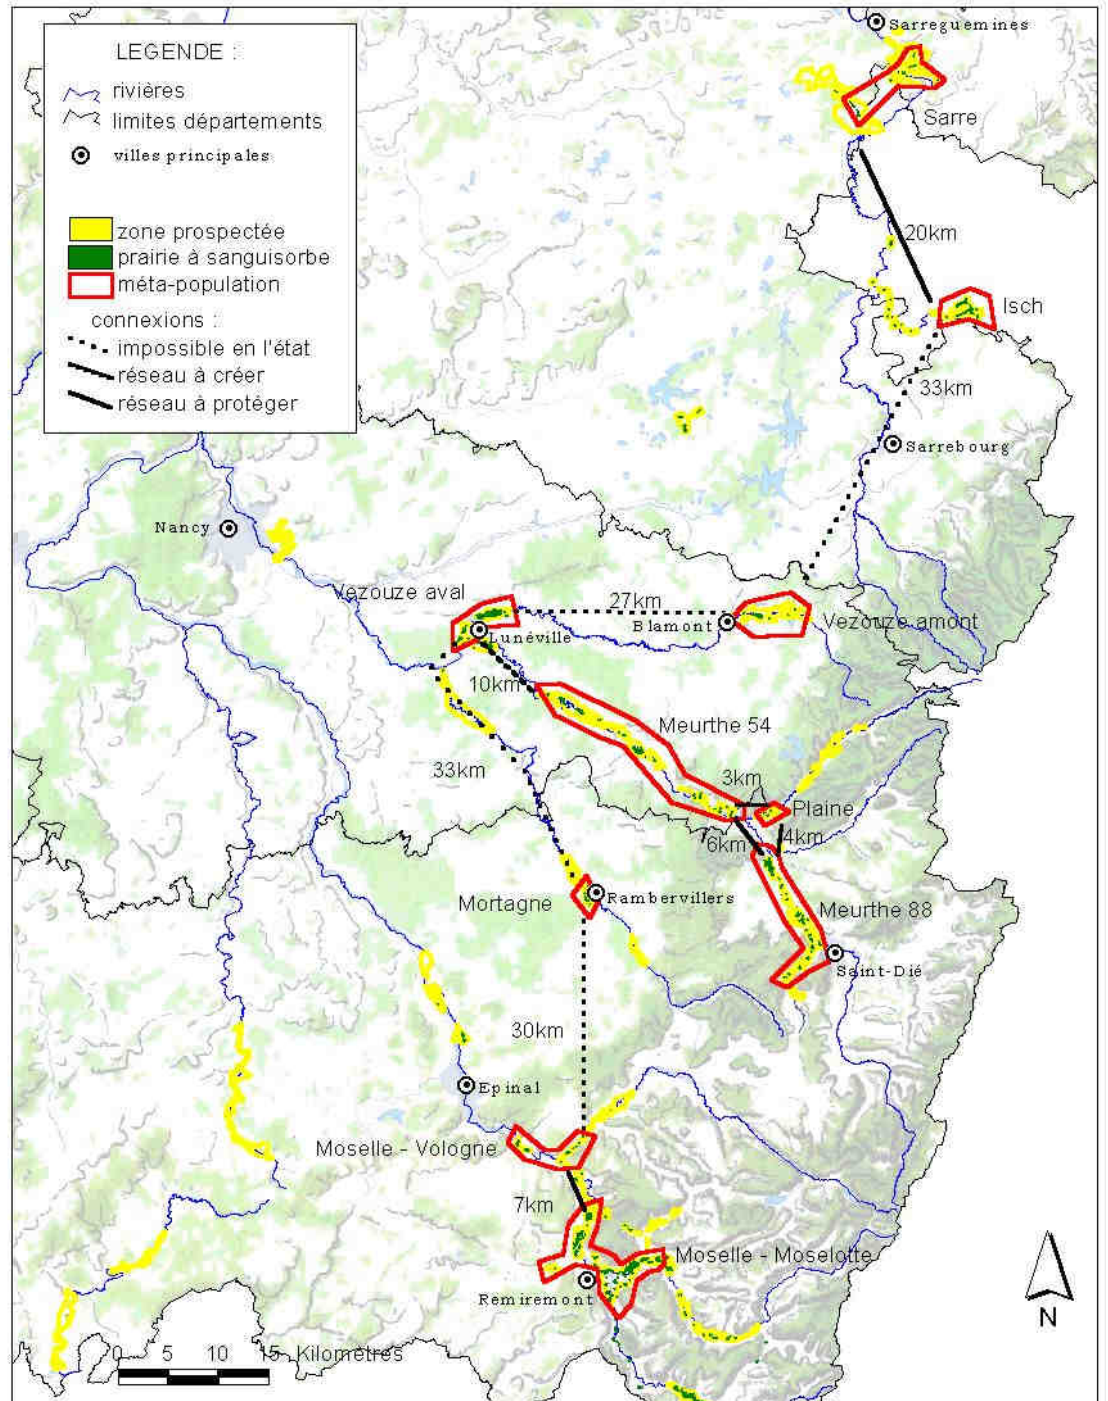 LEGENDE :
rivières
limites départements
villes principales
zone prospectée
prairie à sanguisorbe
méta-population
connexions :
impossible en l'état
réseau à créer
réseau à protéger
Sarreguemines
Sarre
20km
Isch
33km
Sarrebourg
Nancy
Vezouze aval
27km
Lunéville
Blamont
Vezouze amont
10km
Meurthe 54
33km
3km
Plaine
6km
4km
Mortagne
Rambervillers
Meurthe 88
Saint-Dié
30km
Epinal
Moselle - Vologne
7km
Moselle - Moselotte
Remiremont
0 5 10 15 Kilomètres
N